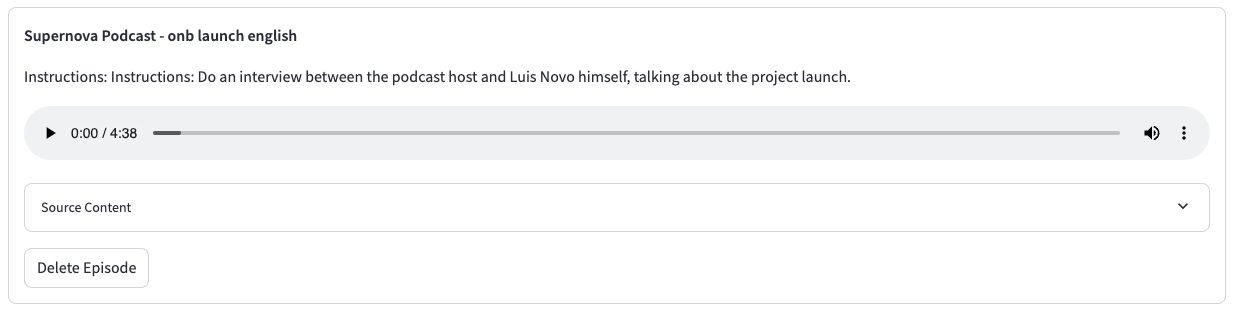 Supernova Podcast - onb launch english
Instructions: Instructions: Do an interview between the podcast host and Luis Novo himself, talking about the project launch.
0:00 / 4:38
Source Content
Delete Episode